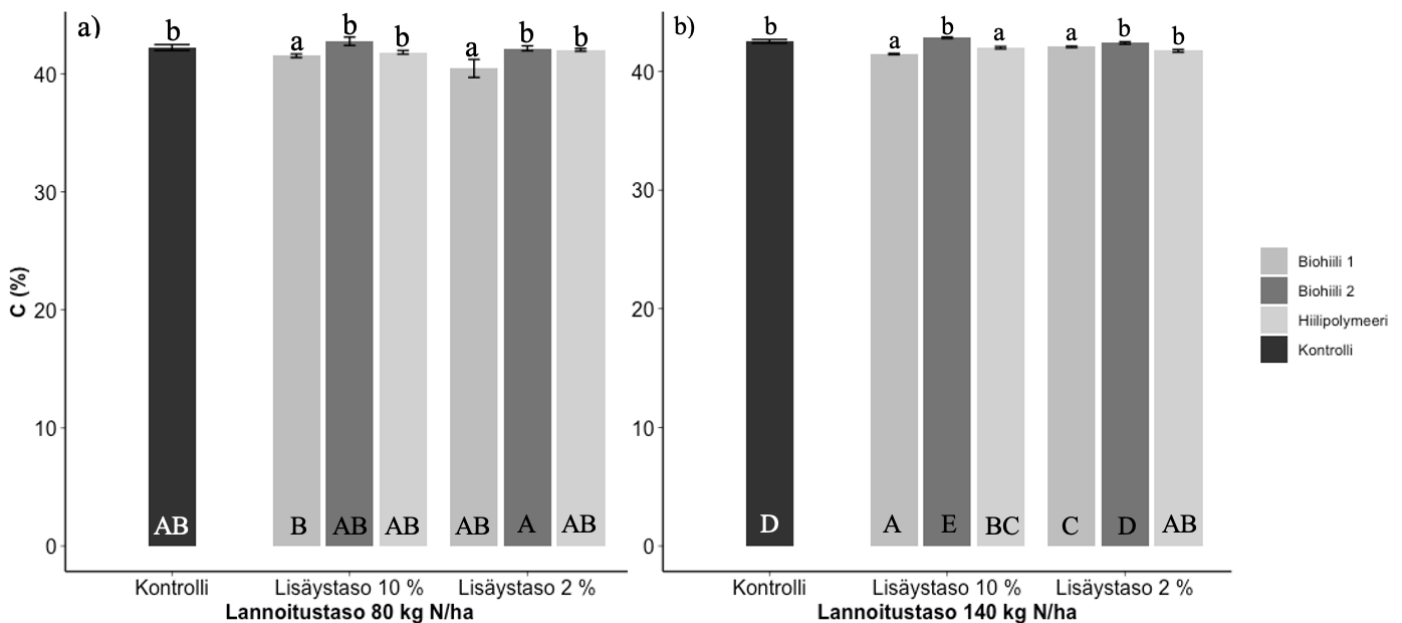 a)
b a b b a b b
40
30
20
10
0
C (%)
AB B AB AB AB A AB
Kontrolli Lisäystaso 10 % Lisäystaso 2 %
Lannoitustaso 80 kg N/ha
b)
b a b a a b b
40
30
20
10
0
D A E BC C D AB
Kontrolli Lisäystaso 10 % Lisäystaso 2 %
Lannoitustaso 140 kg N/ha
Biohiili 1
Biohiili 2
Hiilipolymeeri
Kontrolli